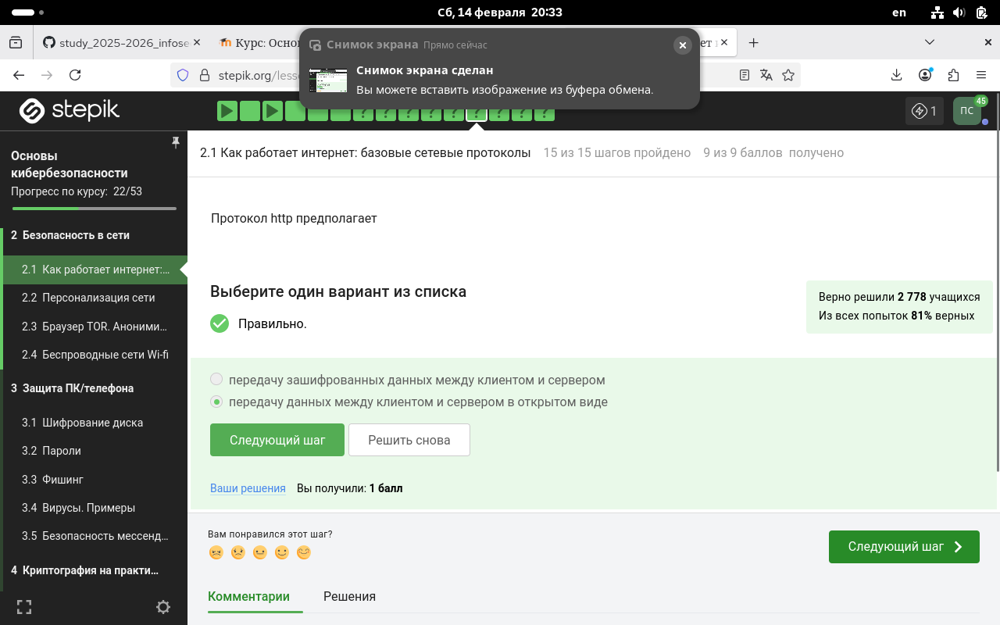 Сб, 14 февраля 20:33
en
study_2025-2026_infose
Курс: Осно
Снимок экрана Прямо сейчас
Снимок экрана сделан
Вы можете вставить изображение из буфера обмена.
stepik.org/less
stepik
1
ПС
45
Основы
кибербезопасности
Прогресс по курсу: 22/53
2 Безопасность в сети
2.1 Как работает интернет:...
2.2 Персонализация сети
2.3 Браузер TOR. Аноними...
2.4 Беспроводные сети Wi-fi
3 Защита ПК/телефона
3.1 Шифрование диска
3.2 Пароли
3.3 Фишинг
3.4 Вирусы. Примеры
3.5 Безопасность мессенд...
4 Криптография на практи...
2.1 Как работает интернет: базовые сетевые протоколы 15 из 15 шагов пройдено 9 из 9 баллов получено
Протокол http предполагает
Выберите один вариант из списка
Правильно.
Верно решили 2 778 учащихся
Из всех попыток 81% верных
передачу зашифрованных данных между клиентом и сервером
передачу данных между клиентом и сервером в открытом виде
Следующий шаг
Решить снова
Ваши решения Вы получили: 1 балл
Вам понравился этот шаг?
Следующий шаг
Комментарии
Решения